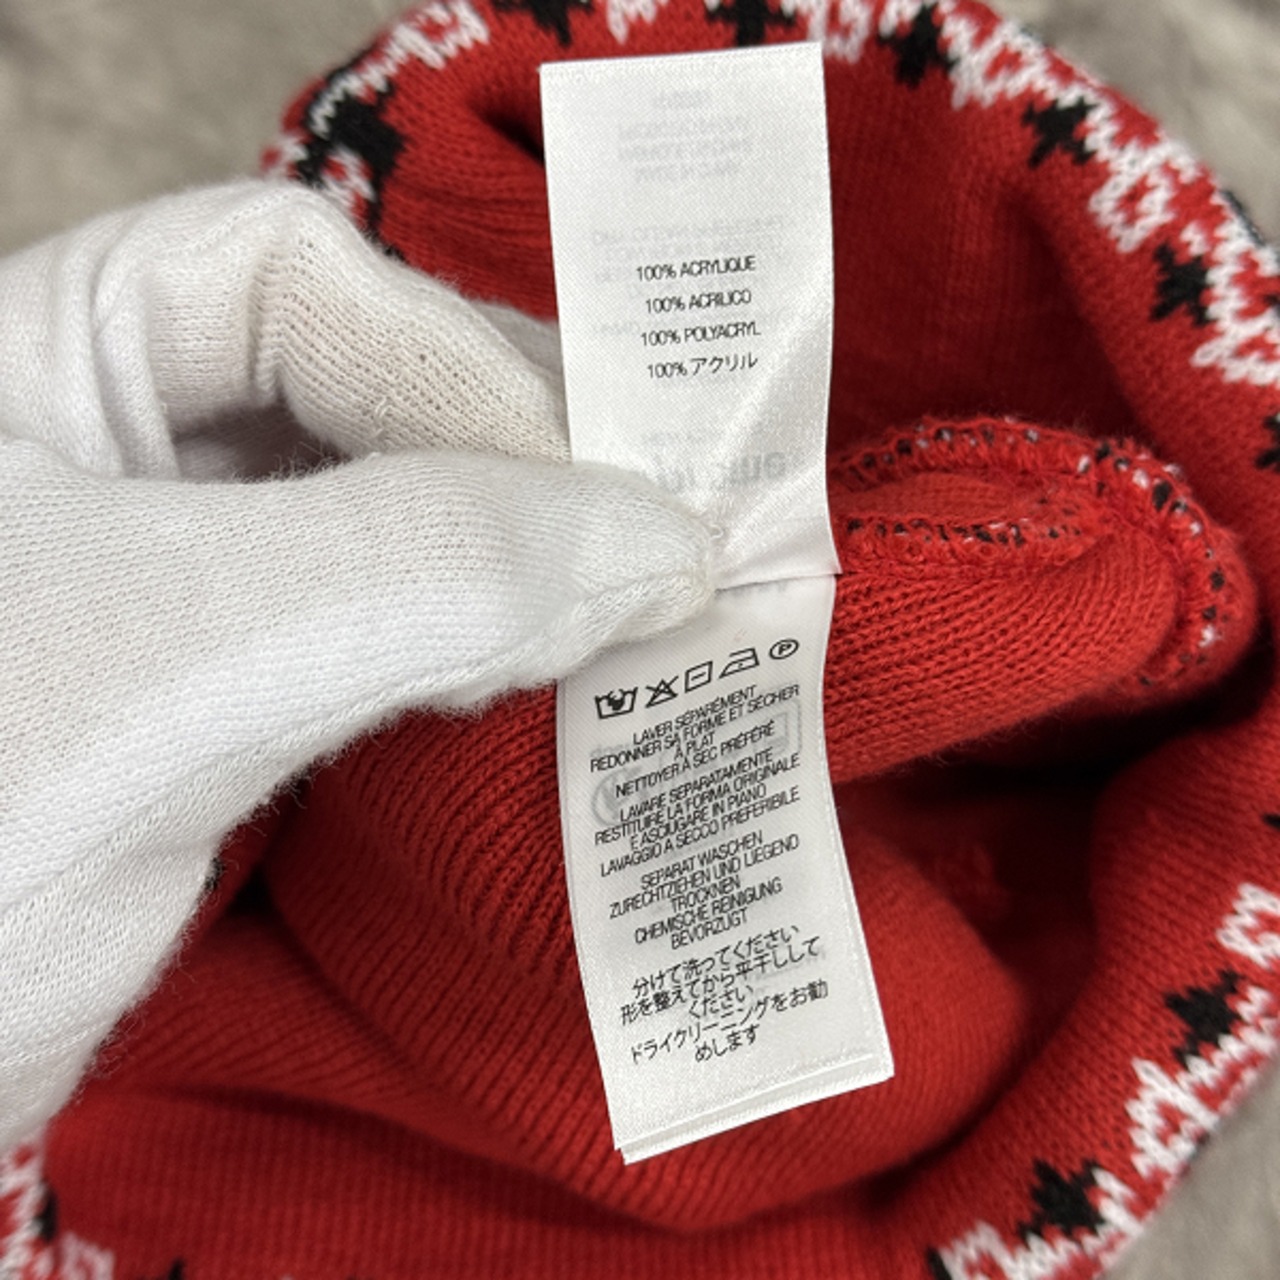 100% ACRYLIQUE
100% ACRILICO
100% POLYACRYL
100% アクリル
P
LAVER SÉPARÉMENT
REDONNER SA FORME ET SÉCHER
À PLAT
NETTOYER À SEC PRÉFÉRÉ
LAVARE SEPARATAMENTE
RESTITUIRE LA FORMA ORIGINALE
E ASCIUGARE IN PIANO
LAVAGGIO A SECCO PREFERIBILE
SEPARAT WASCHEN
ZURECHTZIEHEN UND LIEGEND
TROCKNEN
CHEMISCHE REINIGUNG
BEVORZUGT
分けて洗ってください
形を整えてから平干しして
ください
ドライクリーニングをお勧
めします